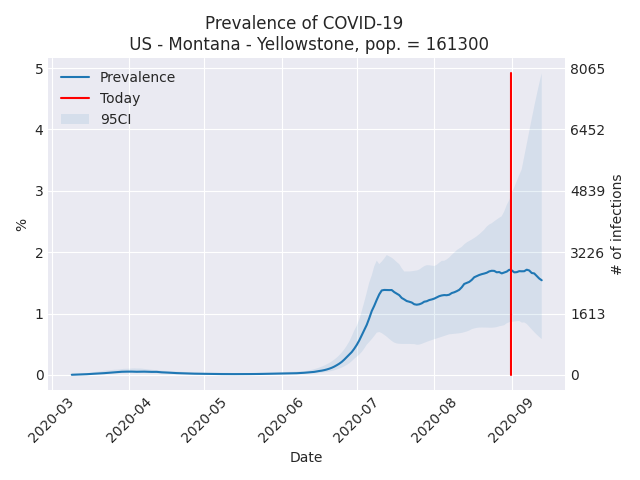 Prevalence of COVID-19
US - Montana - Yellowstone, pop. = 161300
Prevalence
Today
95CI
5
4
3
2
1
0
%
8065
6452
4839
3226
1613
0
# of infections
2020-03
2020-04
2020-05
2020-06
2020-07
2020-08
2020-09
Date